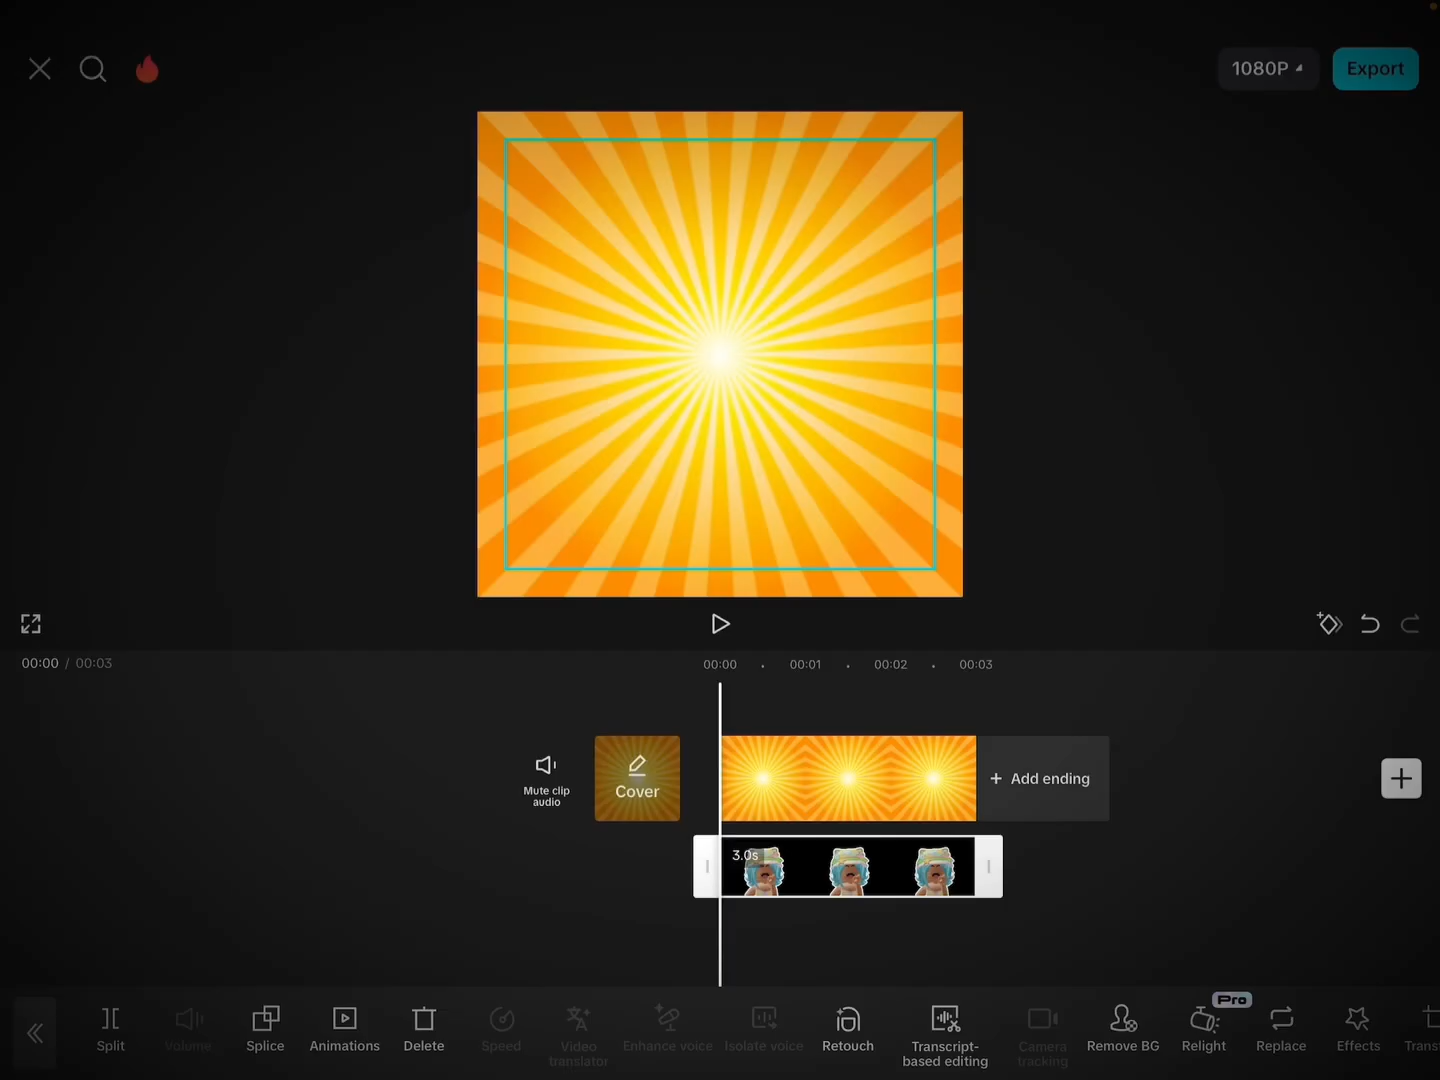 1080P
Export
00:00 / 00:03
00:00
00:01
00:02
00:03
Mute clip
audio
Cover
+ Add ending
3.0s
Split
Volume
Splice
Animations
Delete
Speed
Video
translator
Enhance voice
Isolate voice
Retouch
Transcript-
based editing
Camera
tracking
Remove BG
Pro
Relight
Replace
Effects
Trans